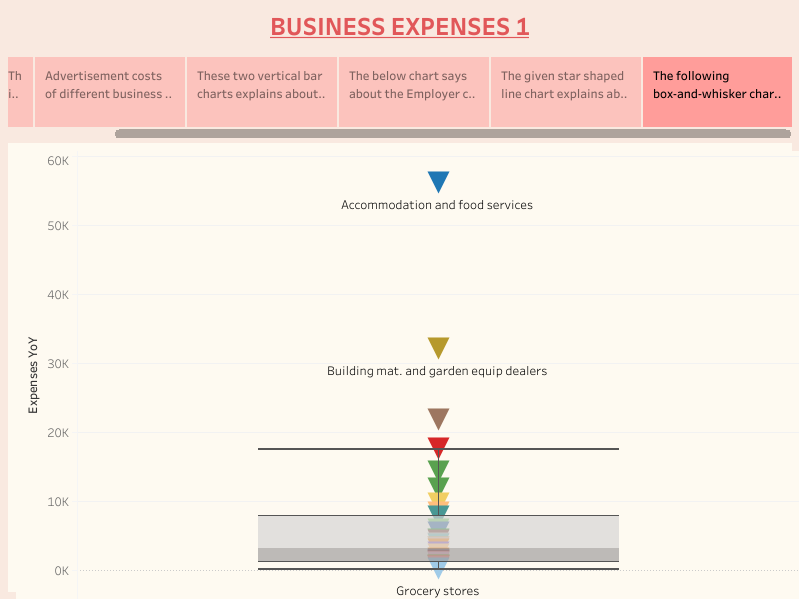 BUSINESS EXPENSES 1
Th
i..
Advertisement costs
of different business ..
These two vertical bar
charts explains about..
The below chart says
about the Employer c..
The given star shaped
line chart explains ab..
The following
box-and-whisker char..
60K
Accommodation and food services
50K
40K
30K
Building mat. and garden equip dealers
Expenses YoY
20K
10K
0K
Grocery stores